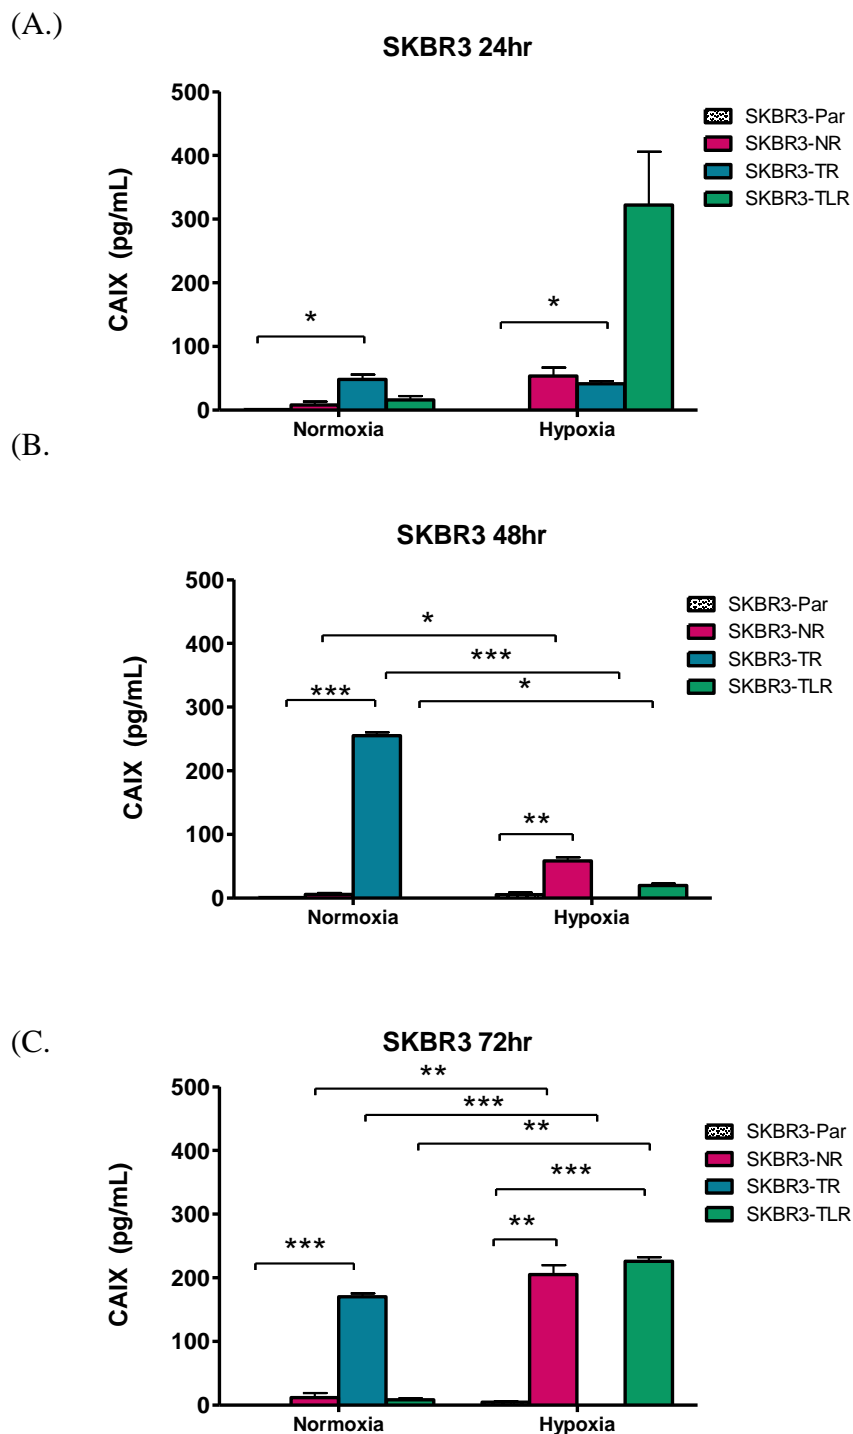 (A.)
SKBR3 24hr
CAIX (pg/mL)
500
400
300
200
100
0
*
*
Normoxia
Hypoxia
SKBR3-Par
SKBR3-NR
SKBR3-TR
SKBR3-TLR
(B.
SKBR3 48hr
CAIX (pg/mL)
500
400
300
200
100
0
*
***
*
***
**
Normoxia
Hypoxia
SKBR3-Par
SKBR3-NR
SKBR3-TR
SKBR3-TLR
(C.
SKBR3 72hr
CAIX (pg/mL)
500
400
300
200
100
0
**
***
**
***
**
***
Normoxia
Hypoxia
SKBR3-Par
SKBR3-NR
SKBR3-TR
SKBR3-TLR